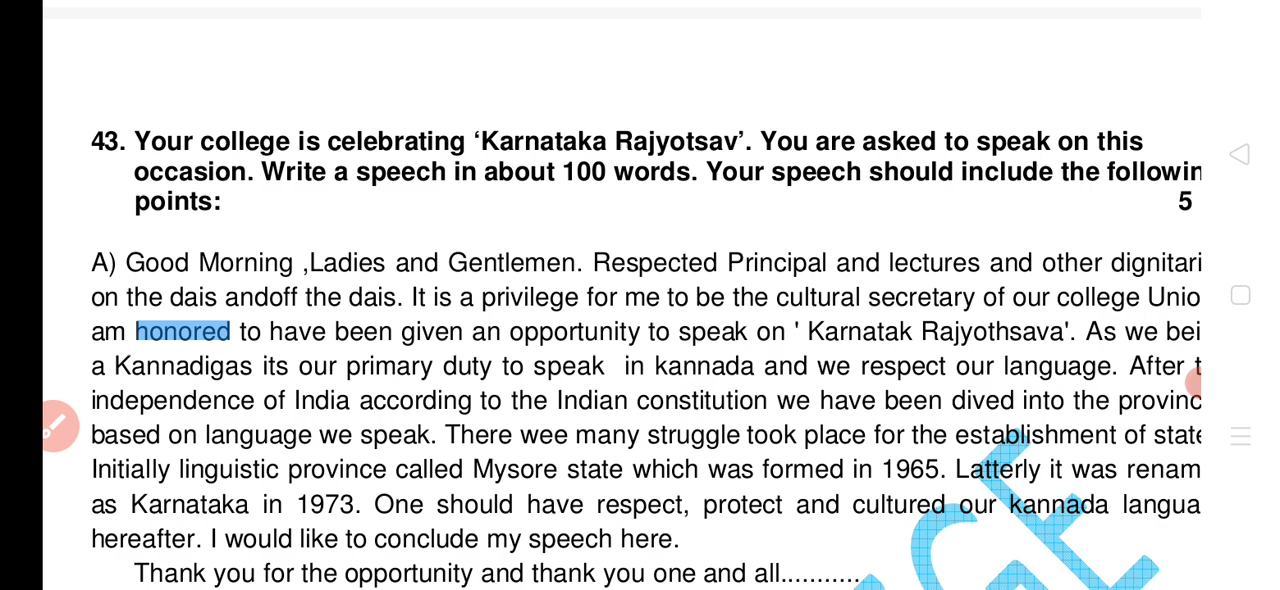 43. Your college is celebrating ‘Karnataka Rajyotsav’. You are asked to speak on this
occasion. Write a speech in about 100 words. Your speech should include the followin
points: 5
A) Good Morning ,Ladies and Gentlemen. Respected Principal and lectures and other dignitari
on the dais andoff the dais. It is a privilege for me to be the cultural secretary of our college Unio
am honored to have been given an opportunity to speak on ' Karnatak Rajyothsava'. As we bei
a Kannadigas its our primary duty to speak in kannada and we respect our language. After t
independence of India according to the Indian constitution we have been dived into the provinc
based on language we speak. There wee many struggle took place for the establishment of state
Initially linguistic province called Mysore state which was formed in 1965. Latterly it was renam
as Karnataka in 1973. One should have respect, protect and cultured our kannada langua
hereafter. I would like to conclude my speech here.
Thank you for the opportunity and thank you one and all...........